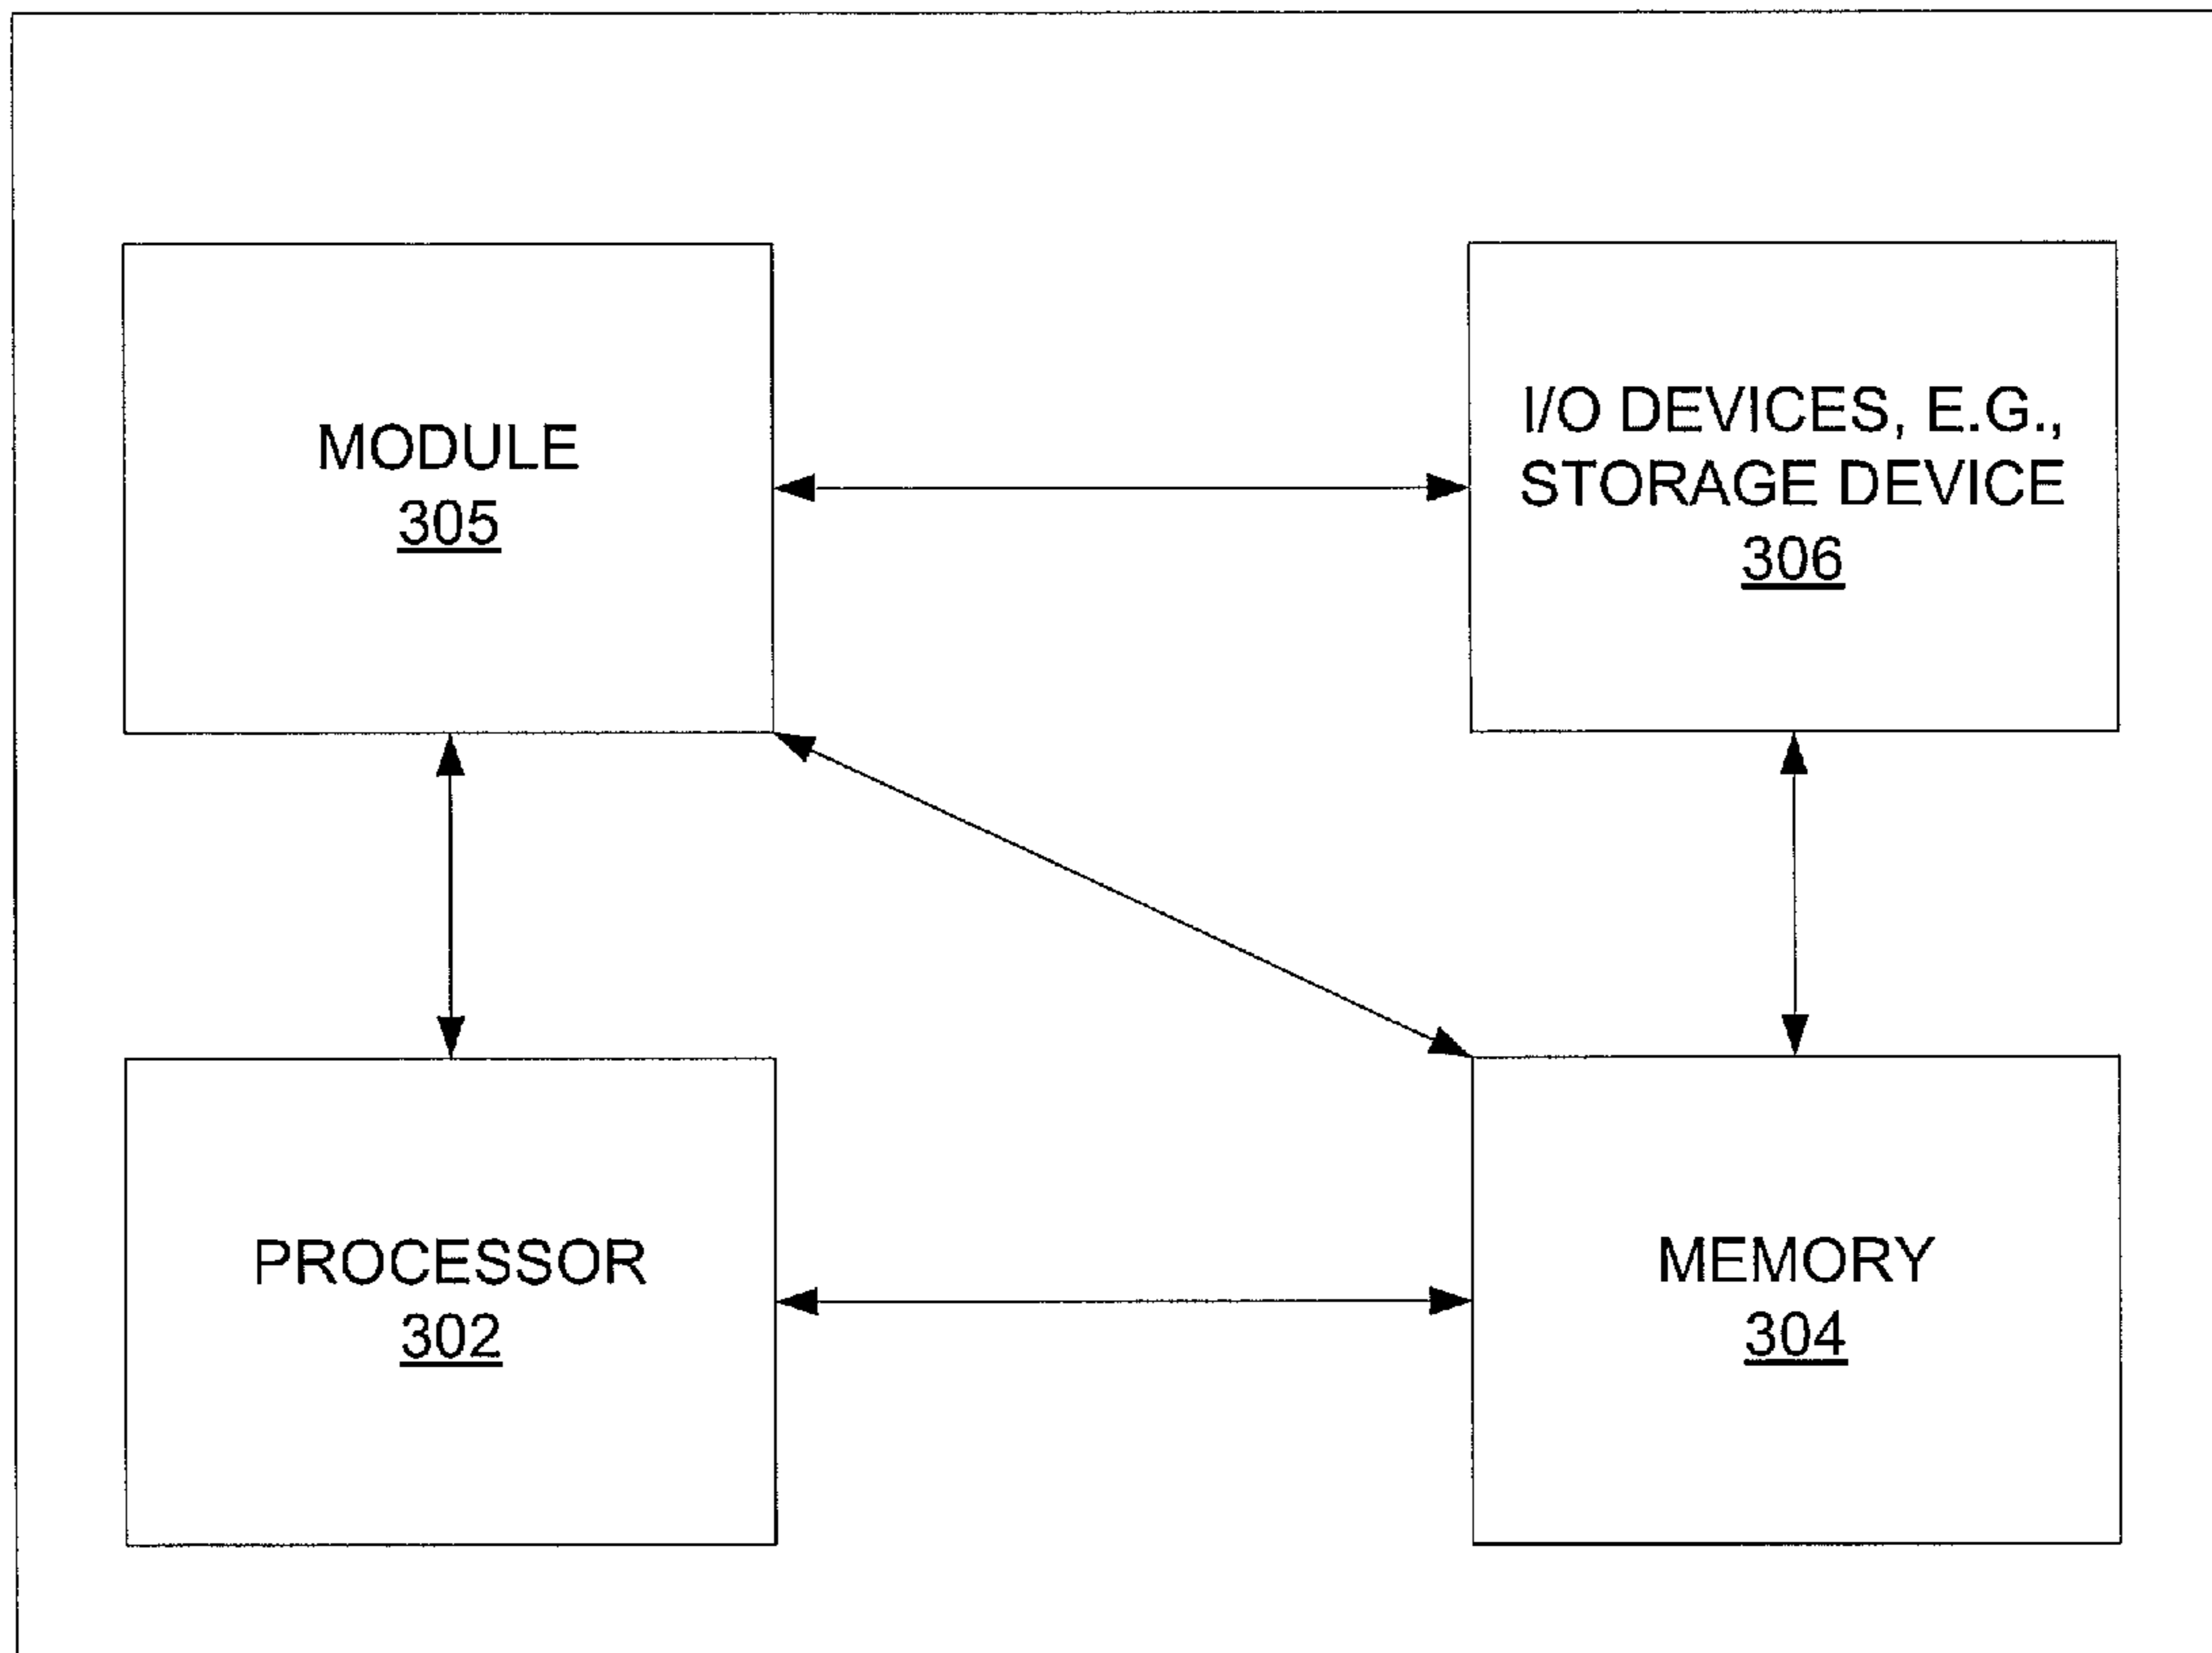 MODULE
305
I/O DEVICES, E.G.,
STORAGE DEVICE
306
PROCESSOR
302
MEMORY
304